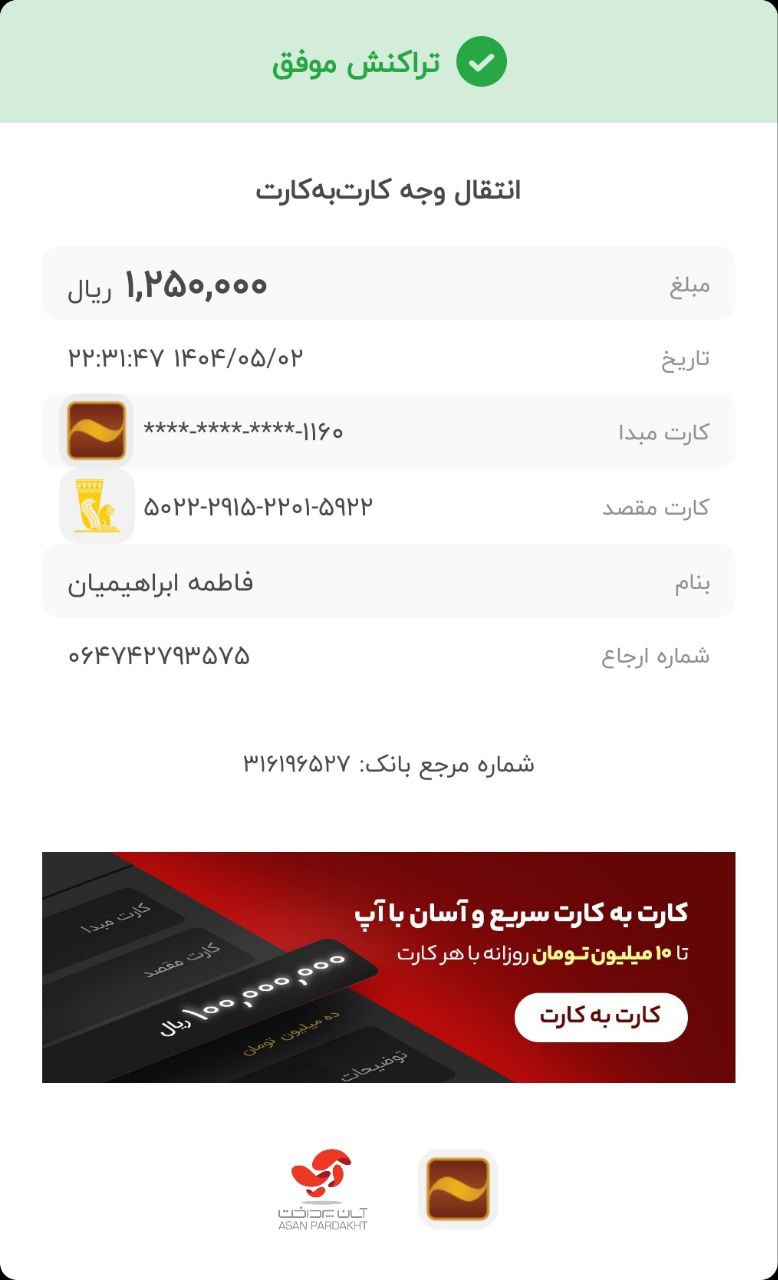 تراکنش موفق
انتقال وجه کارت‌به‌کارت
مبلغ ۱,۲۵۰,۰۰۰ ریال
تاریخ ۱۴۰۴/۰۵/۰۲ ۲۲:۳۱:۴۷
کارت مبدا ****-****-****-۱۱۶۰
کارت مقصد ۵۰۲۲-۲۹۱۵-۲۲۰۱-۵۹۲۲
بنام فاطمه ابراهیمیان
شماره ارجاع ۰۶۴۷۴۲۷۹۳۵۷۵
شماره مرجع بانک: ۳۱۶۱۹۶۵۲۷
کارت به کارت سریع و آسان با آپ
تا ۱۰ میلیون تـومان روزانه با هر کارت
کارت به کارت
کارت مبدا
کارت مقصد
۱۰۰,۰۰۰,۰۰۰ ریال
ده میلیون تومان
توضیحات
آسان پرداخت
ASAN PARDAKHT